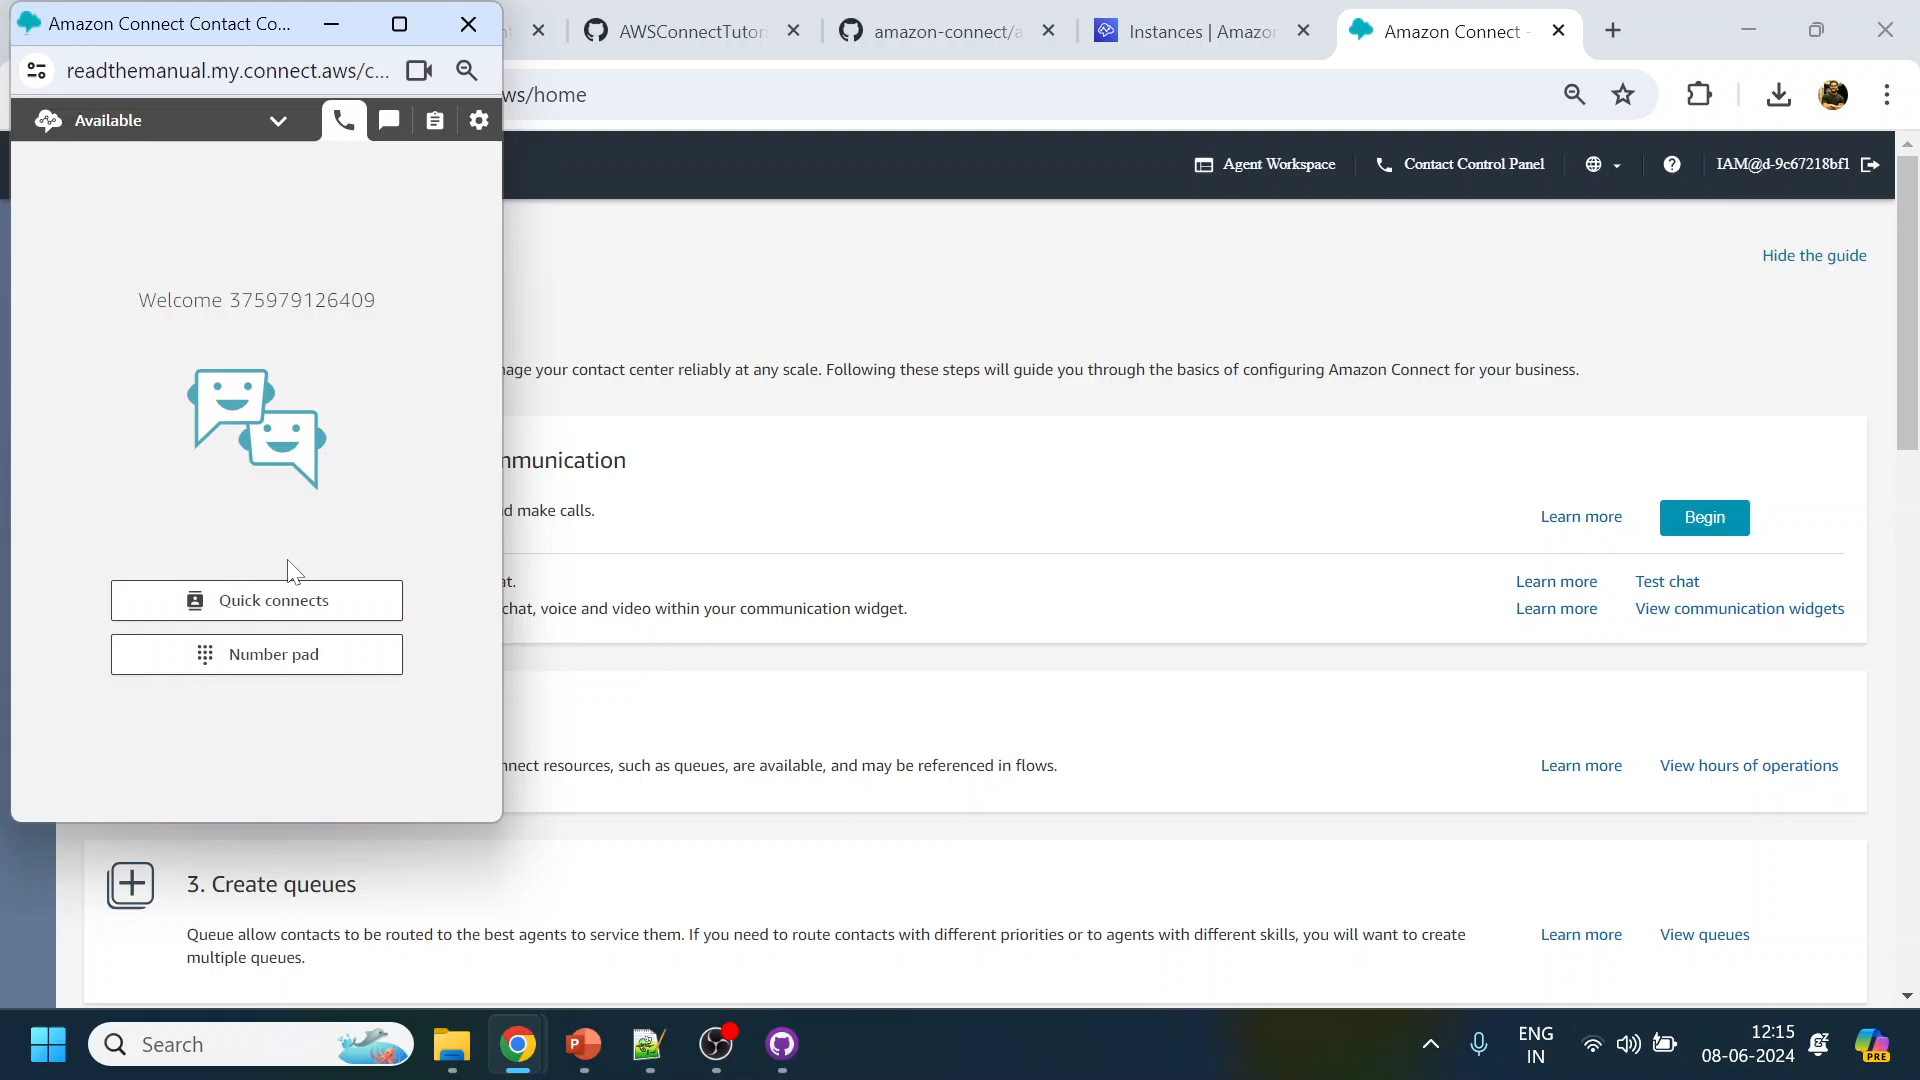 Amazon Connect Contact Co...
AWSConnectTutori
amazon-connect/a
Instances | Amazon
Amazon Connect -
readthemanual.my.connect.aws/c...
ws/home
Available
Agent Workspace
Contact Control Panel
IAM@d-9c67218bf1
Hide the guide
Welcome 375979126409
nage your contact center reliably at any scale. Following these steps will guide you through the basics of configuring Amazon Connect for your business.
nmunication
d make calls.
Learn more
Begin
at.
Learn more
Test chat
chat, voice and video within your communication widget.
Learn more
View communication widgets
Quick connects
Number pad
nnect resources, such as queues, are available, and may be referenced in flows.
Learn more
View hours of operations
3. Create queues
Queue allow contacts to be routed to the best agents to service them. If you need to route contacts with different priorities or to agents with different skills, you will want to create
multiple queues.
Learn more
View queues
Search
ENG
IN
12:15
08-06-2024
PRE